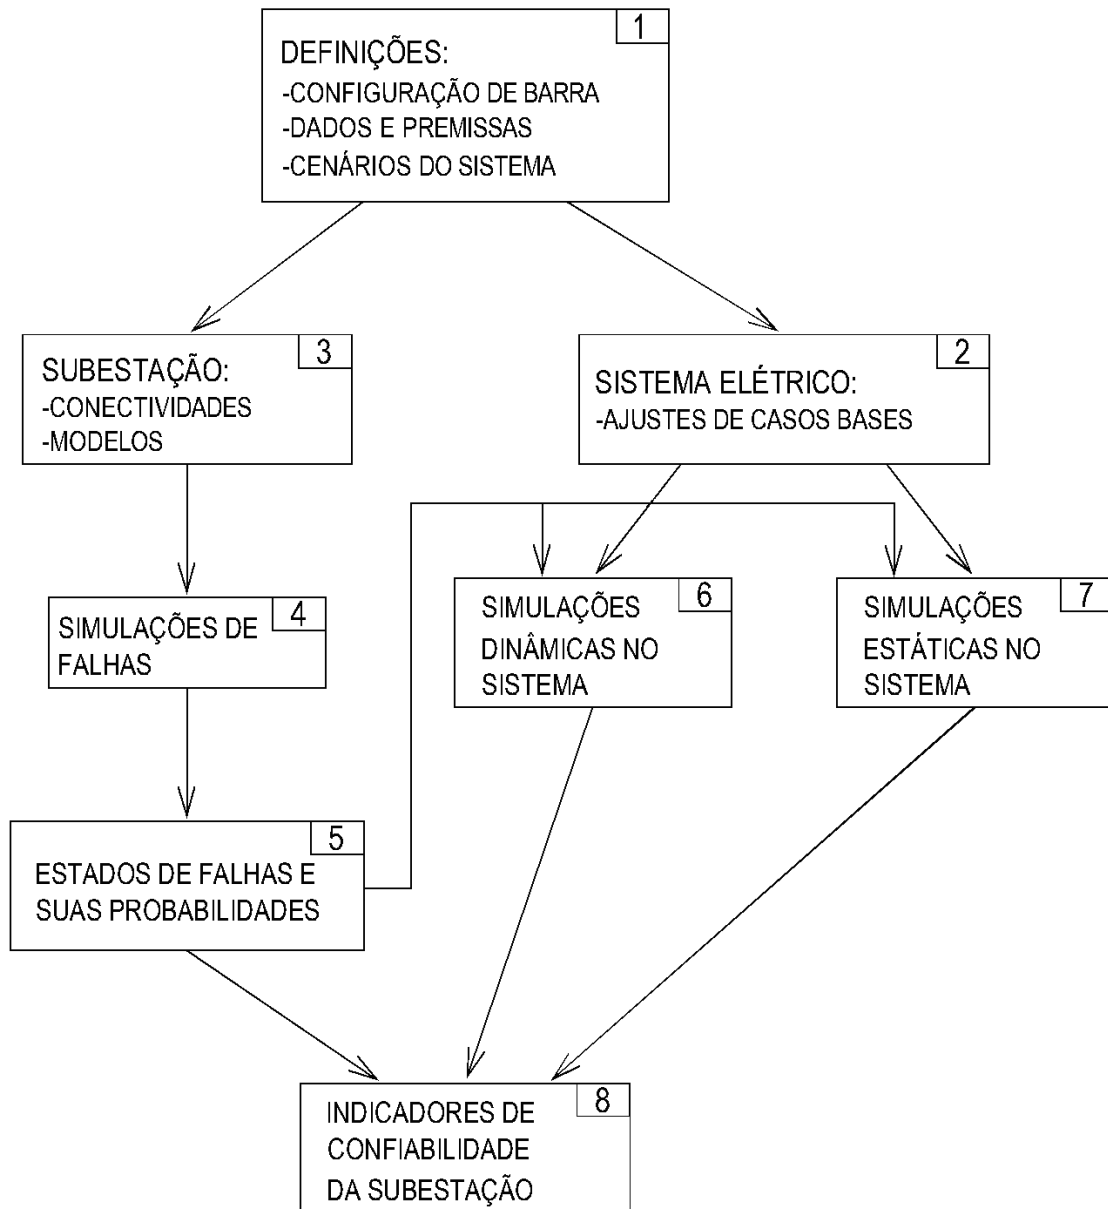 1
DEFINIÇÕES:
-CONFIGURAÇÃO DE BARRA
-DADOS E PREMISSAS
-CENÁRIOS DO SISTEMA
3
SUBESTAÇÃO:
-CONECTIVIDADES
-MODELOS
2
SISTEMA ELÉTRICO:
-AJUSTES DE CASOS BASES
4
SIMULAÇÕES DE
FALHAS
6
SIMULAÇÕES
DINÂMICAS NO
SISTEMA
7
SIMULAÇÕES
ESTÁTICAS NO
SISTEMA
5
ESTADOS DE FALHAS E
SUAS PROBABILIDADES
8
INDICADORES DE
CONFIABILIDADE
DA SUBESTAÇÃO